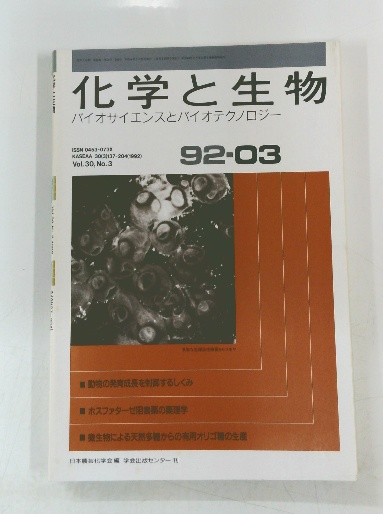 化学と生物
バイオサイエンスとバイオテクノロジー
ISSN 0453-073X
KASEAA 30(3)137-204(1992)
Vol. 30, No. 3
92-03
■ 動物の発育成長を制御するしくみ
■ ホスファターゼ阻害剤の薬理学
■ 微生物による天然多糖からの有用オリゴ糖の生産
日本農芸化学会 編 学会出版センター 刊